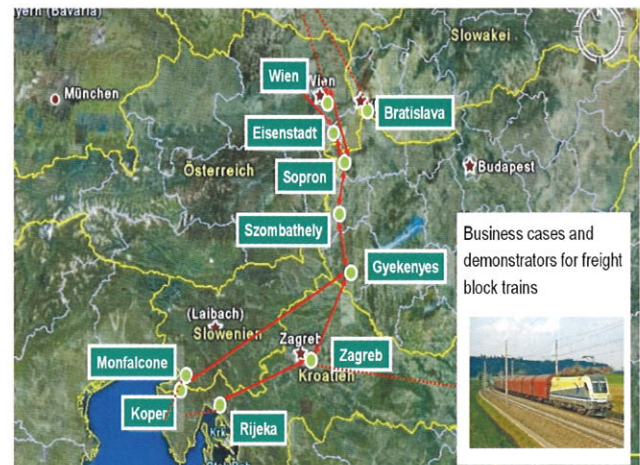 yern (Bavaria)
N
Slowakei
Wien
Wien
München
Bratislava
Eisenstadt
Österreich
Sopron
Budapest
Szombathely
Business cases and
demonstrators for freight
block trains
Gyekenyes
(Laibach)
Slowenien
Zagreb
Zagreb
Monfalcone
Kroatien
Koper
Rijeka
Krk